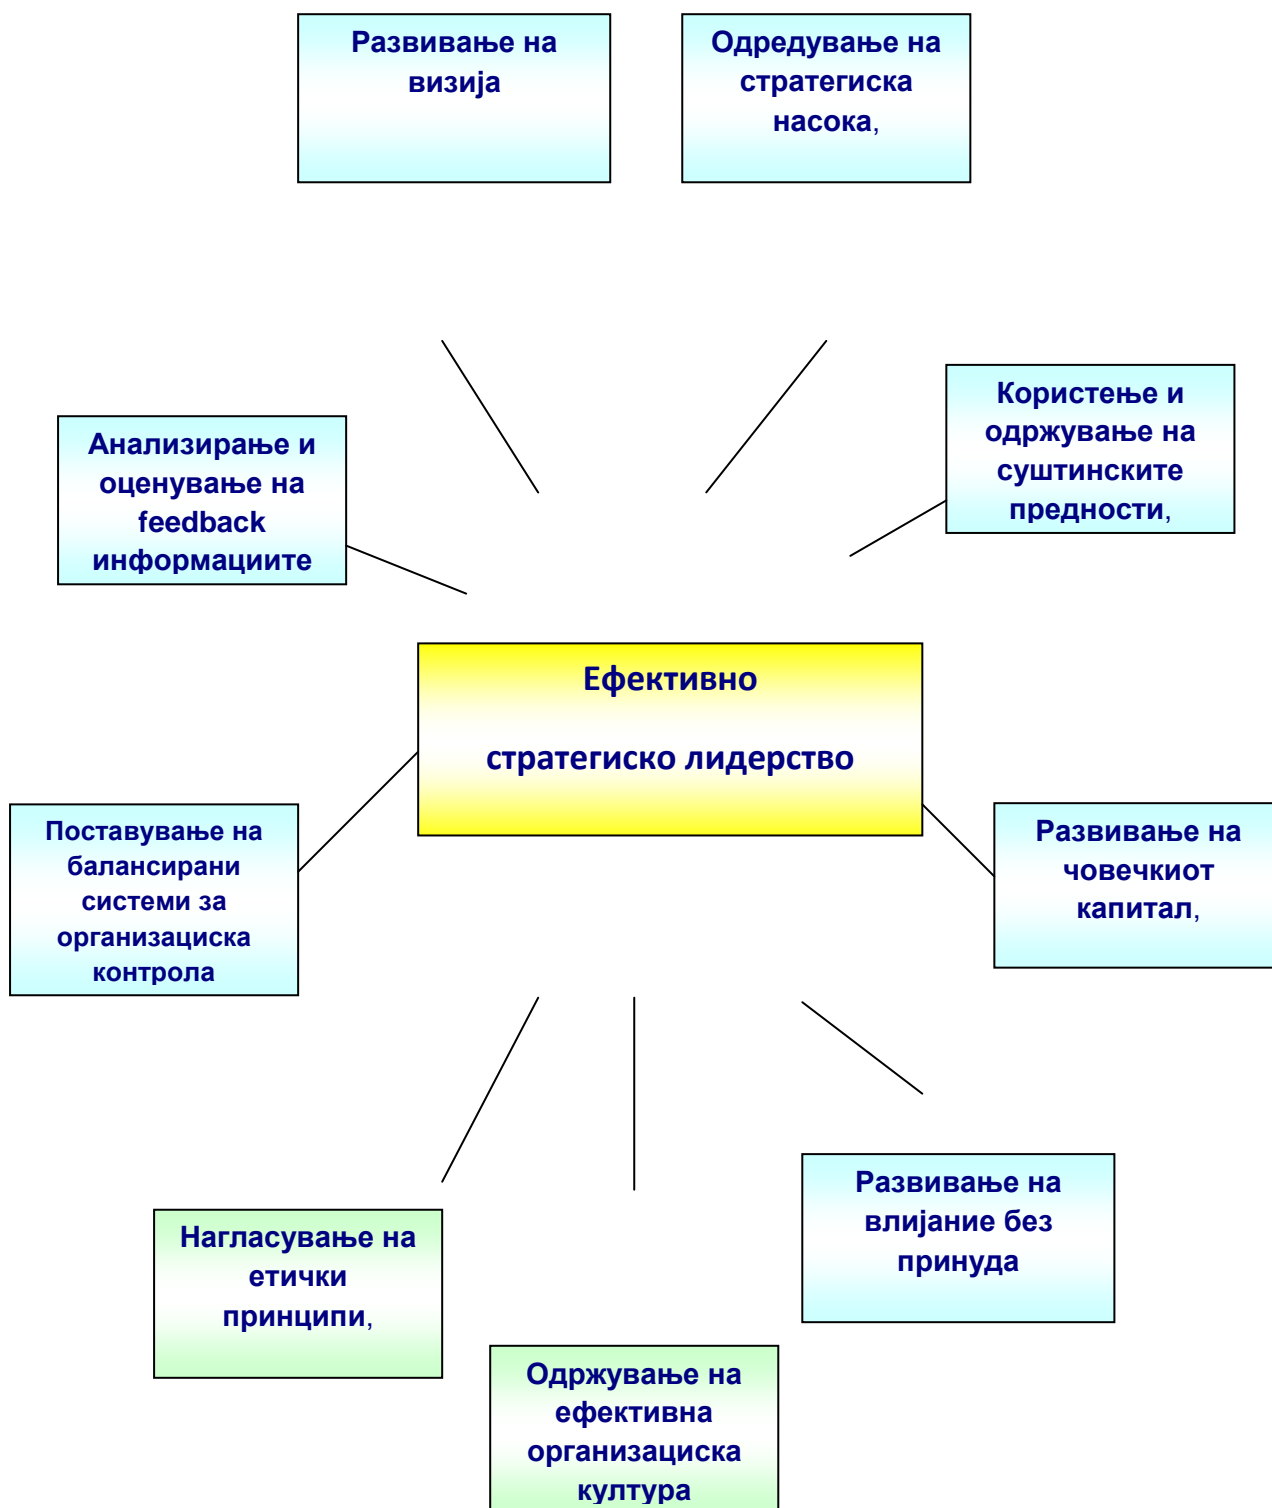 Развивање на
визија
Одредување на
стратегиска
насока,
Користење и
одржување на
суштинските
предности,
Анализирање и
оценување на
feedback
информациите
Ефективно
стратегиско лидерство
Поставување на
балансирани
системи за
организациска
контрола
Развивање на
човечкиот
капитал,
Развивање на
влијание без
принуда
Нагласување на
етички
принципи,
Одржување на
ефективна
организациска
култура